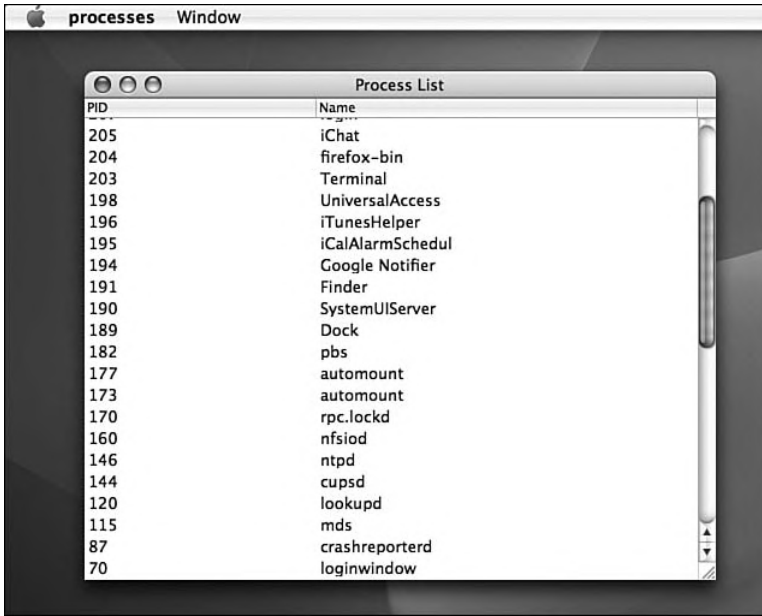 processes Window
Process List
PID Name
205 iChat
204 firefox-bin
203 Terminal
198 UniversalAccess
196 iTunesHelper
195 iCalAlarmSchedul
194 Google Notifier
191 Finder
190 SystemUIServer
189 Dock
182 pbs
177 automount
173 automount
170 rpc.lockd
160 nfsiod
146 ntpd
144 cupsd
120 lookupd
115 mds
87 crashreporterd
70 loginwindow